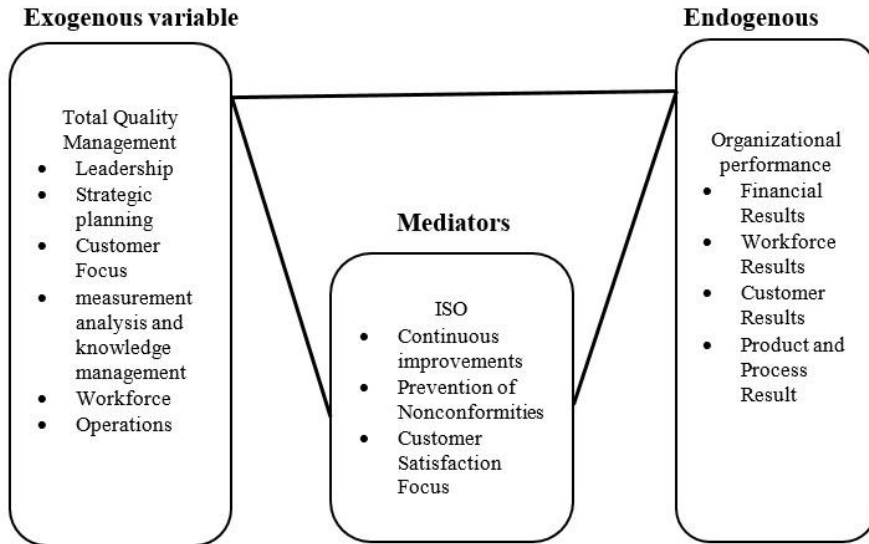 Exogenous variable
Total Quality
Management
• Leadership
• Strategic
planning
• Customer
Focus
• measurement
analysis and
knowledge
management
• Workforce
• Operations
Mediators
ISO
• Continuous
improvements
• Prevention of
Nonconformities
• Customer
Satisfaction
Focus
Endogenous
Organizational
performance
• Financial
Results
• Workforce
Results
• Customer
Results
• Product and
Process
Result